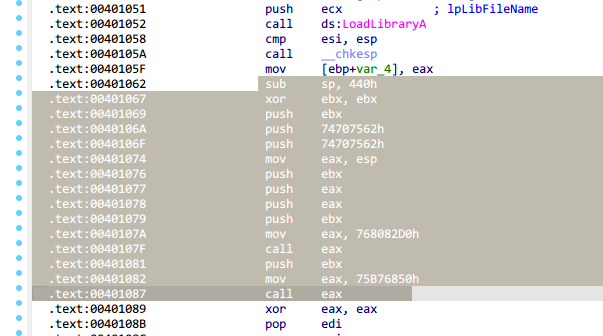 .text:00401051 push ecx ; lpLibFileName
.text:00401052 call ds:LoadLibraryA
.text:00401058 cmp esi, esp
.text:0040105A call __chkesp
.text:0040105F mov [ebp+var_4], eax
.text:00401062 sub sp, 440h
.text:00401067 xor ebx, ebx
.text:00401069 push ebx
.text:0040106A push 74707562h
.text:0040106F push 74707562h
.text:00401074 mov eax, esp
.text:00401076 push ebx
.text:00401077 push eax
.text:00401078 push eax
.text:00401079 push ebx
.text:0040107A mov eax, 768082D0h
.text:0040107F call eax
.text:00401081 push ebx
.text:00401082 mov eax, 75B76850h
.text:00401087 call eax
.text:00401089 xor eax, eax
.text:0040108B pop edi